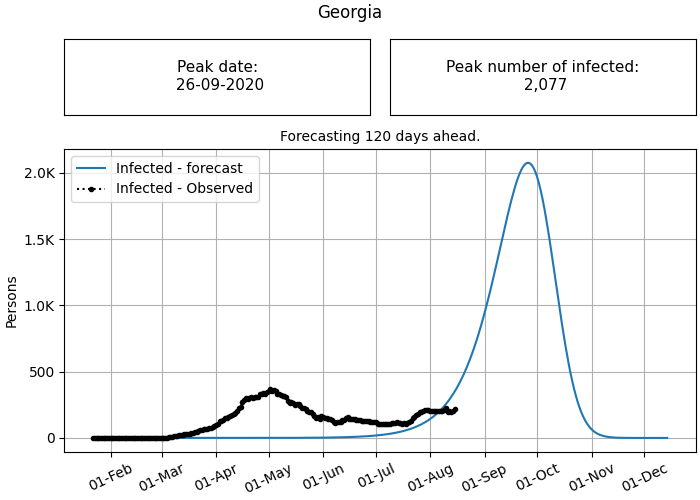 Georgia
Peak date:
26-09-2020
Peak number of infected:
2,077
Forecasting 120 days ahead.
Infected - forecast
Infected - Observed
Persons
2.0K
1.5K
1.0K
500
0
01-Feb
01-Mar
01-Apr
01-May
01-Jun
01-Jul
01-Aug
01-Sep
01-Oct
01-Nov
01-Dec